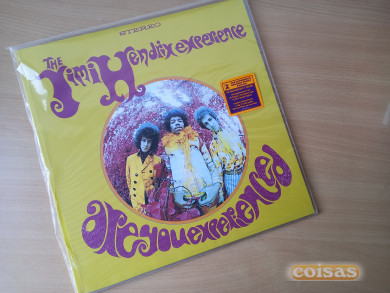 STEREO
THE
Jimi Hendrix experience
are you experienced
coisas